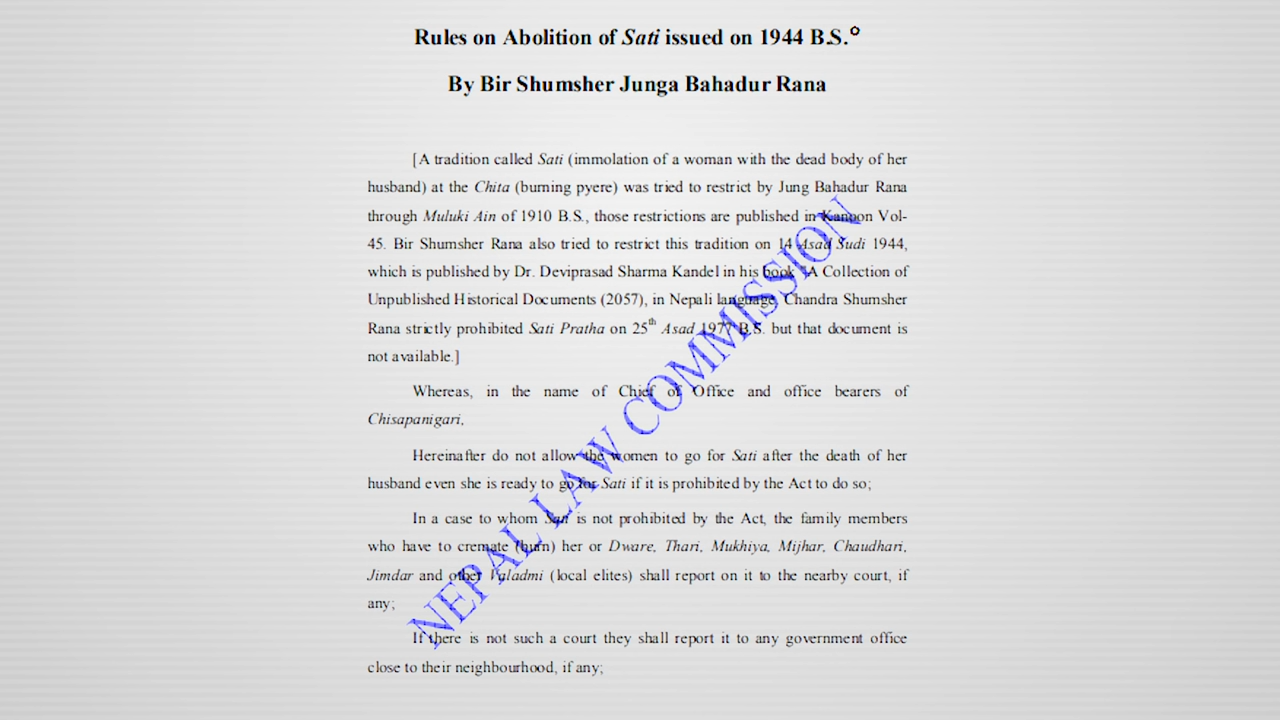 Rules on Abolition of Sati issued on 1944 B.S.
By Bir Shumsher Junga Bahadur Rana
[A tradition called Sati (immolation of a woman with the dead body of her
husband) at the Chita (burning pyere) was tried to restrict by Jung Bahadur Rana
through Muluki Ain of 1910 B.S., those restrictions are published in Kanoon Vol-
45. Bir Shumsher Rana also tried to restrict this tradition on 14 Asad Sudi 1944,
which is published by Dr. Deviprasad Sharma Kandel in his book "A Collection of
Unpublished Historical Documents (2057), in Nepali language. Chandra Shumsher
Rana strictly prohibited Sati Pratha on 25th Asad 1977 B.S. but that document is
not available.]
Whereas, in the name of Chief of Office and office bearers of
Chisapanigari,
Hereinafter do not allow the women to go for Sati after the death of her
husband even she is ready to go for Sati if it is prohibited by the Act to do so;
In a case to whom Sati is not prohibited by the Act, the family members
who have to cremate (burn) her or Dware, Thari, Mukhiya, Mijhar, Chaudhari,
Jimdar and other Valadmi (local elites) shall report on it to the nearby court, if
any;
If there is not such a court they shall report it to any government office
close to their neighbourhood, if any;
NEPAL LAW COMMISSION